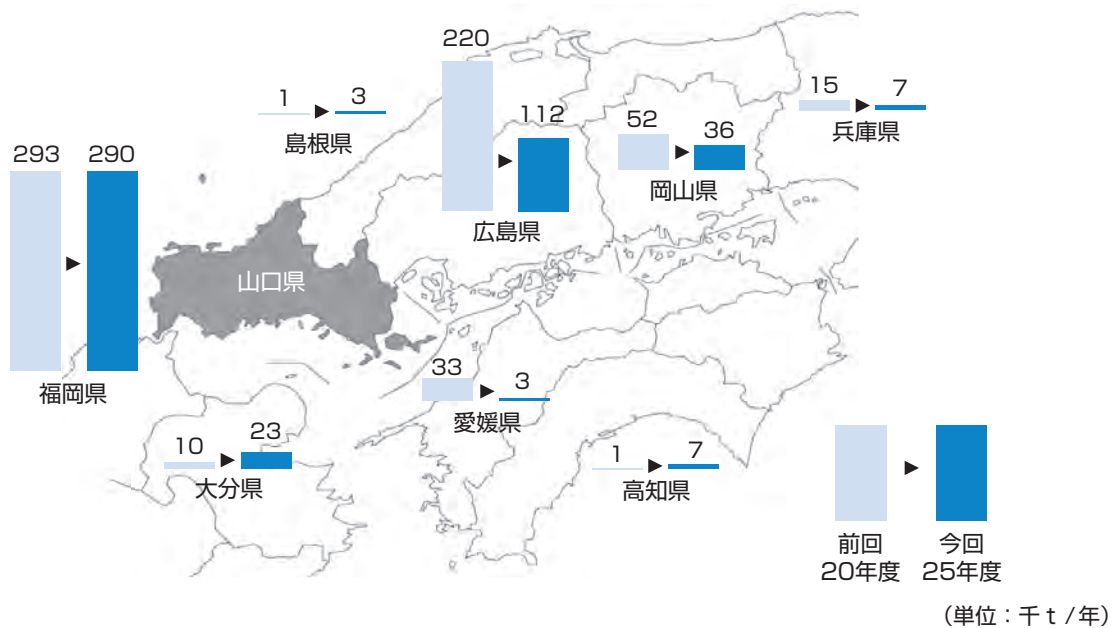 220
1 ▶ 3
島根県
112
52 ▶ 36
岡山県
15 ▶ 7
兵庫県
293 ▶ 290
福岡県
▶
広島県
山口県
33 ▶ 3
愛媛県
10 ▶ 23
大分県
1 ▶ 7
高知県
▶
前回
20年度
今回
25年度
（単位：千ｔ/年）